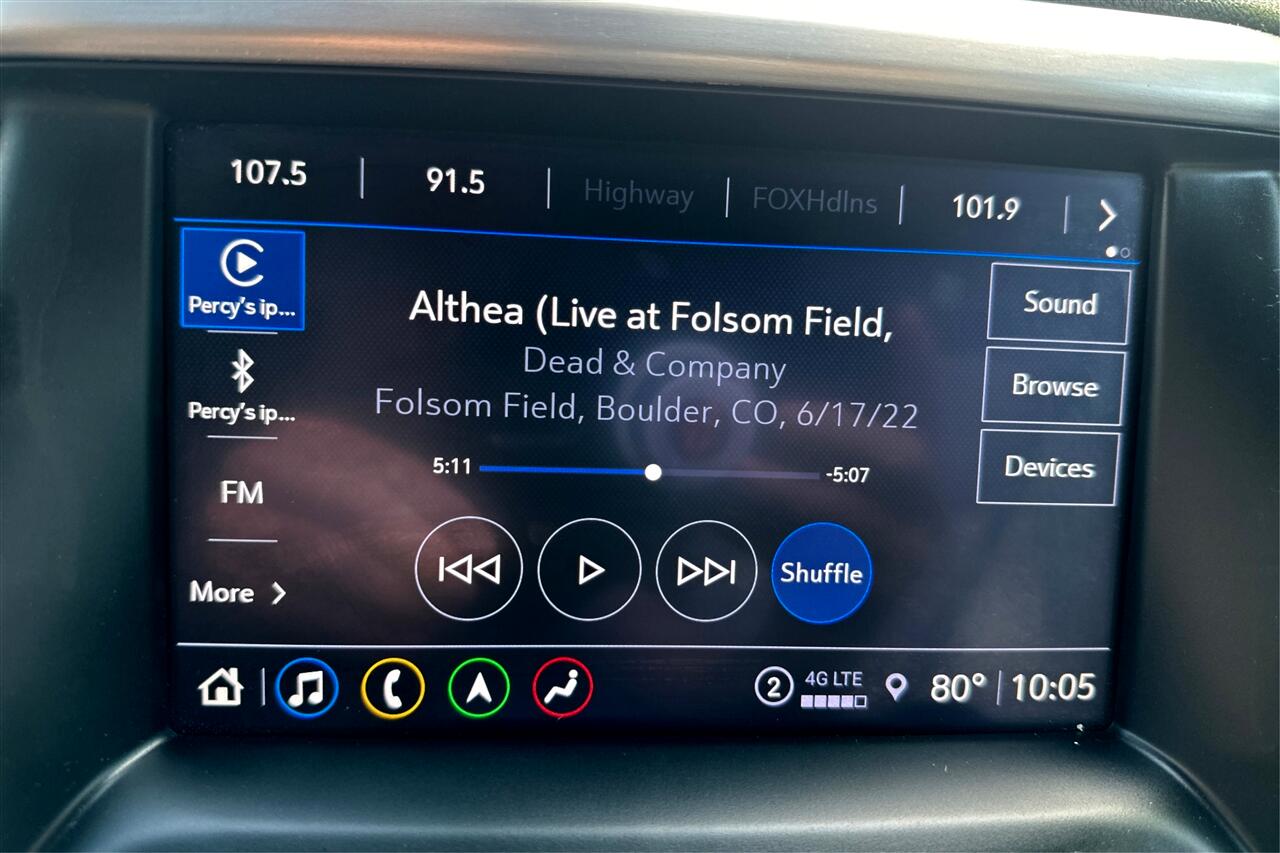 107.5 91.5 Highway FOXHdlns 101.9
Percy's ip...
Percy's ip...
FM
More
Althea (Live at Folsom Field,
Dead & Company
Folsom Field, Boulder, CO, 6/17/22
5:11 -5:07
Shuffle
Sound
Browse
Devices
2 4G LTE 80° 10:05